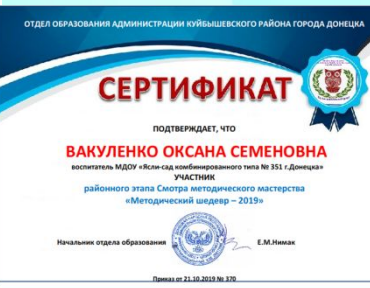 ОТДЕЛ ОБРАЗОВАНИЯ АДМИНИСТРАЦИИ КУЙБЫШЕВСКОГО РАЙОНА ГОРОДА ДОНЕЦКА
СЕРТИФИКАТ
ПОДТВЕРЖДАЕТ, ЧТО
ВАКУЛЕНКО ОКСАНА СЕМЕНОВНА
воспитатель МДОУ «Ясли-сад комбинированного типа № 351 г.Донецка»
УЧАСТНИК
районного этапа Смотра методического мастерства
«Методический шедевр – 2019»
Начальник отдела образования Е.М.Нимак
Приказ от 21.10.2019 № 370